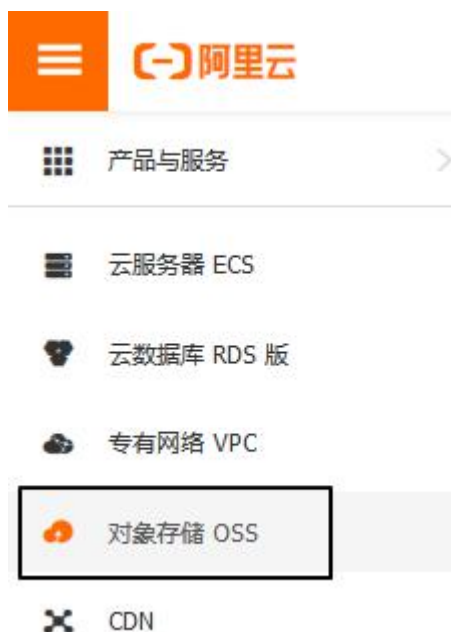 阿里云
产品与服务
云服务器 ECS
云数据库 RDS 版
专有网络 VPC
对象存储 OSS
CDN